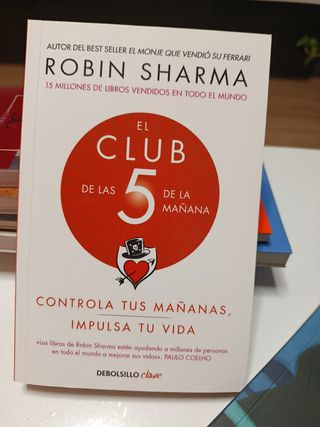 AUTOR DEL BEST SELLER EL MONJE QUE VENDIÓ SU FERRARI
ROBIN SHARMA
15 MILLONES DE LIBROS VENDIDOS EN TODO EL MUNDO
EL
CLUB
DE LAS 5 DE LA
MAÑANA
CONTROLA TUS MAÑANAS,
IMPULSA TU VIDA
«Los libros de Robin Sharma están ayudando a millones de personas
en todo el mundo a mejorar sus vidas». PAULO COELHO
DEBOLSILLO clave